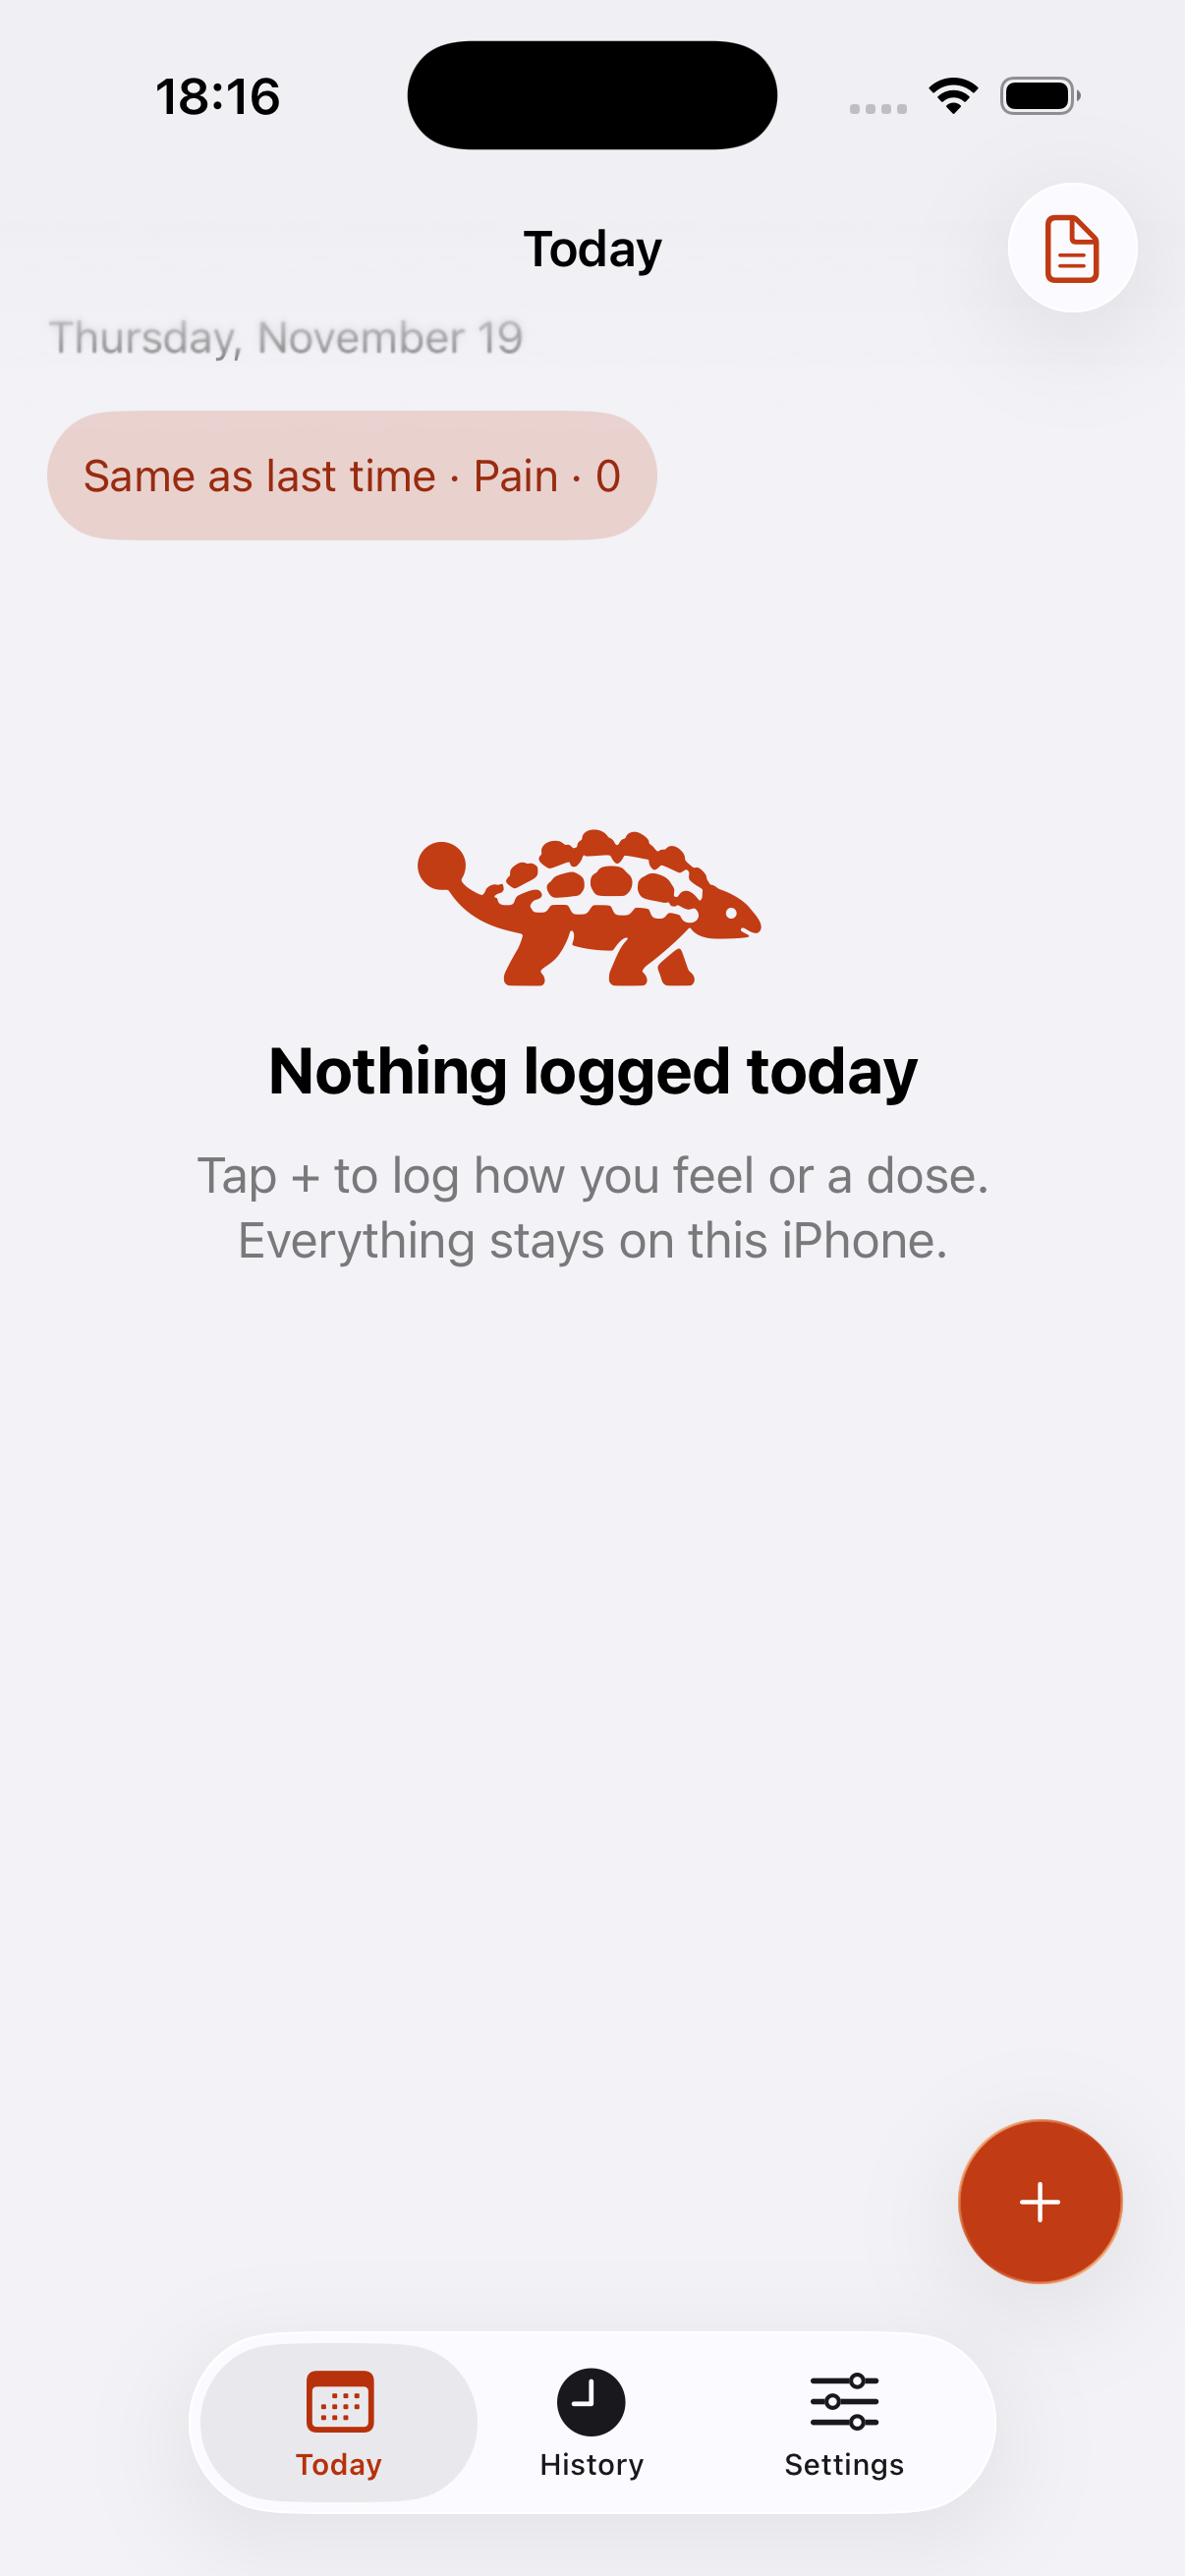 18:16
Today
Thursday, November 19
Same as last time · Pain · 0
Nothing logged today
Tap + to log how you feel or a dose.
Everything stays on this iPhone.
Today
History
Settings